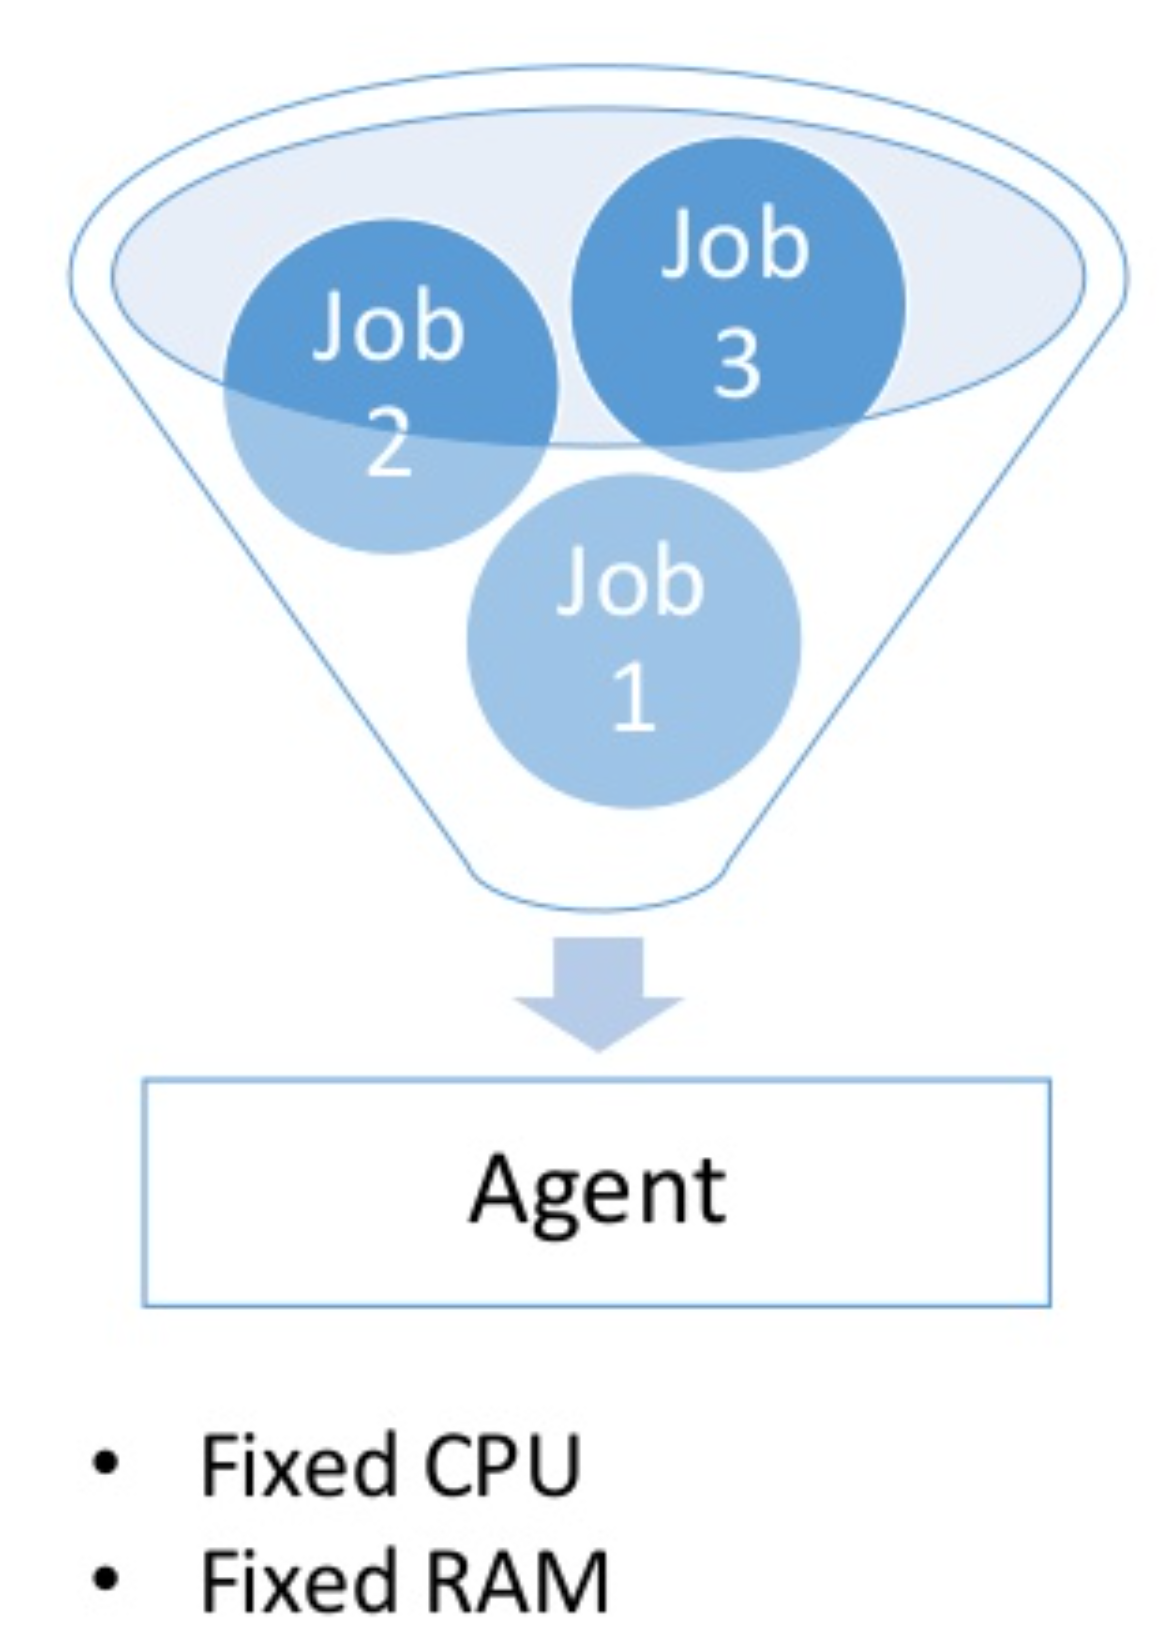 Job
3
Job
2
Job
1
Agent
• Fixed CPU
• Fixed RAM